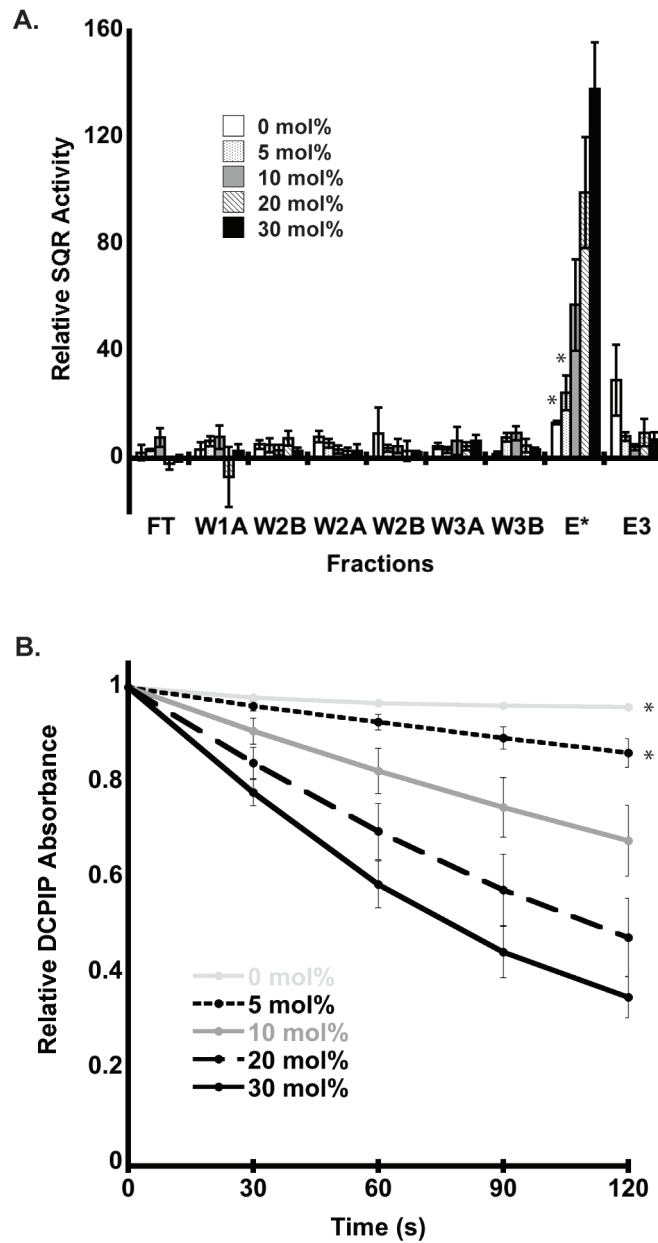 A.
160
120
80
40
0
Relative SQR Activity
0 mol%
5 mol%
10 mol%
20 mol%
30 mol%
*
*
FT W1A W2B W2A W2B W3A W3B E* E3
Fractions
B.
1
0.8
0.6
0.4
0.2
0
Relative DCPIP Absorbance
*
*
0 mol%
5 mol%
10 mol%
20 mol%
30 mol%
0 30 60 90 120
Time (s)